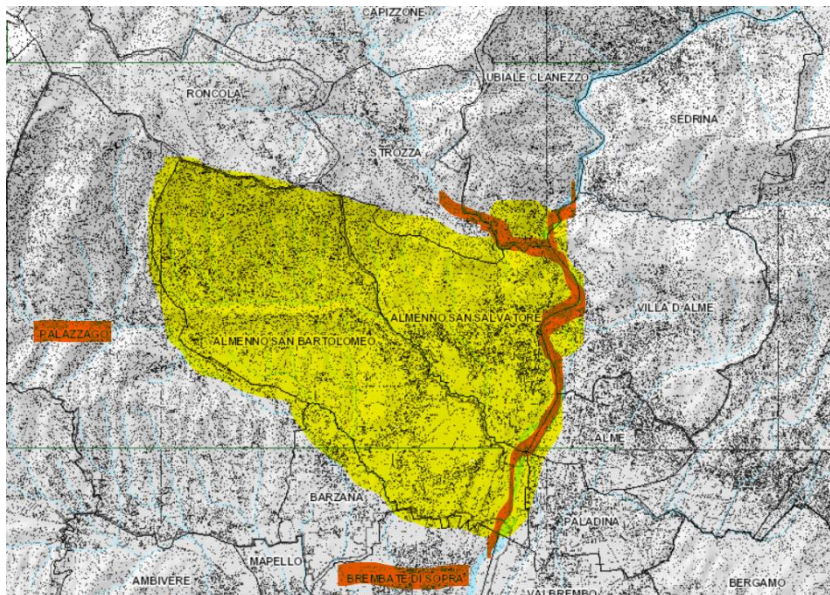 CAPIZZONE
UBIALE CLANEZZO
RONCOLA
SEDRINA
STROZZA
ALMENNO SAN SALVATORE
VILLA D'ALME
PALAZZAGO
ALMENNO SAN BARTOLOMEO
ALME
BARZANA
PALADINA
MAPELLO
AMBIVERE
BREMBATE DI SOPRA
BERGAMO
VALBREMBO